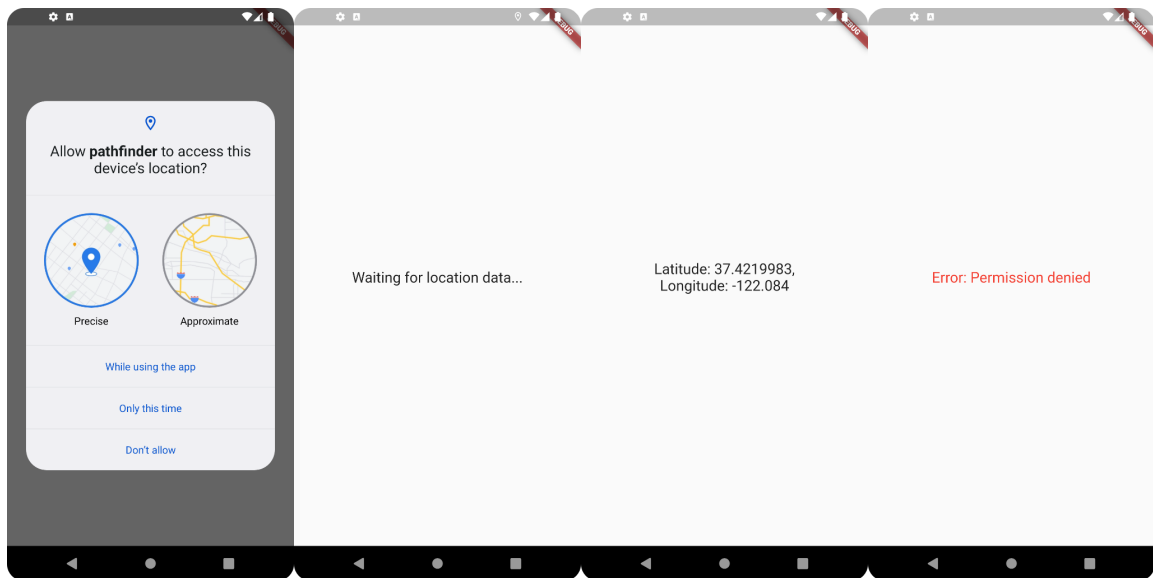 Allow pathfinder to access this
device's location?
Precise
Approximate
While using the app
Only this time
Don't allow
Waiting for location data...
Latitude: 37.4219983,
Longitude: -122.084
Error: Permission denied